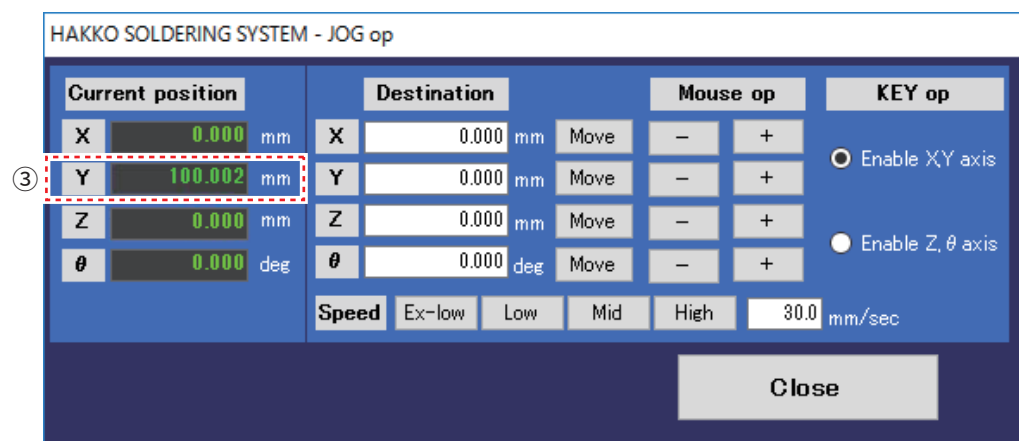 HAKKO SOLDERING SYSTEM - JOG op
Current position Destination Mouse op KEY op
X 0.000 mm X 0.000 mm Move − + Enable X,Y axis
③ Y 100.002 mm Y 0.000 mm Move − +
Z 0.000 mm Z 0.000 mm Move − + Enable Z, θ axis
θ 0.000 deg θ 0.000 deg Move − +
Speed Ex-low Low Mid High 30.0 mm/sec
Close